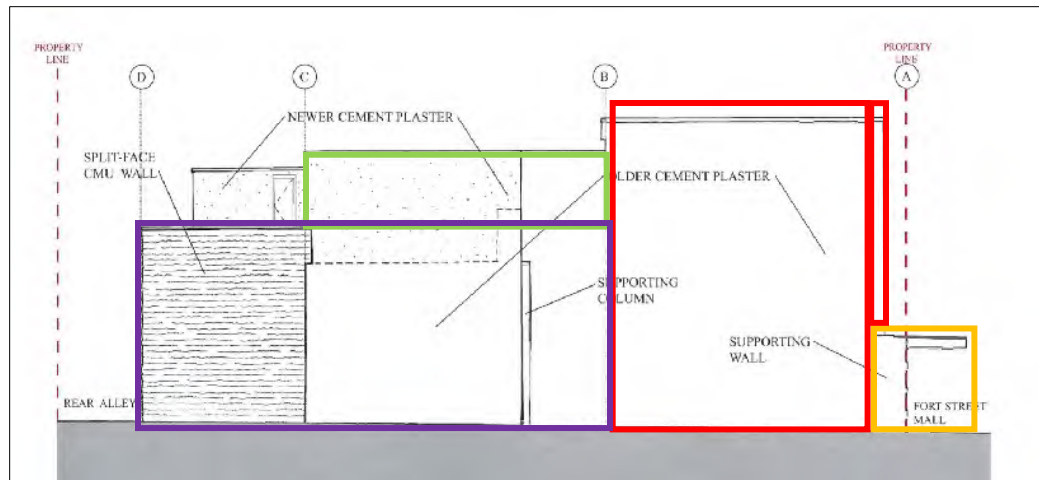 PROPERTY
LINE
PROPERTY
LINE
D
C
B
A
NEWER CEMENT PLASTER
SPLIT-FACE
CMU WALL
OLDER CEMENT PLASTER
SUPPORTING
COLUMN
SUPPORTING
WALL
REAR ALLEY
FORT STREET
MALL